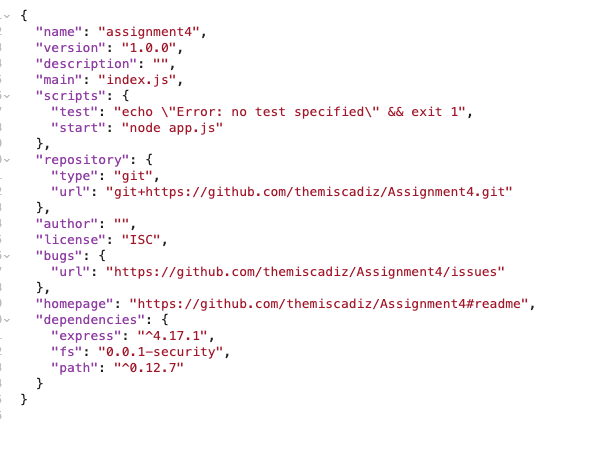 {
"name": "assignment4",
"version": "1.0.0",
"description": "",
"main": "index.js",
"scripts": {
"test": "echo \"Error: no test specified\" && exit 1",
"start": "node app.js"
},
"repository": {
"type": "git",
"url": "git+https://github.com/themiscadiz/Assignment4.git"
},
"author": "",
"license": "ISC",
"bugs": {
"url": "https://github.com/themiscadiz/Assignment4/issues"
},
"homepage": "https://github.com/themiscadiz/Assignment4#readme",
"dependencies": {
"express": "^4.17.1",
"fs": "0.0.1-security",
"path": "^0.12.7"
}
}